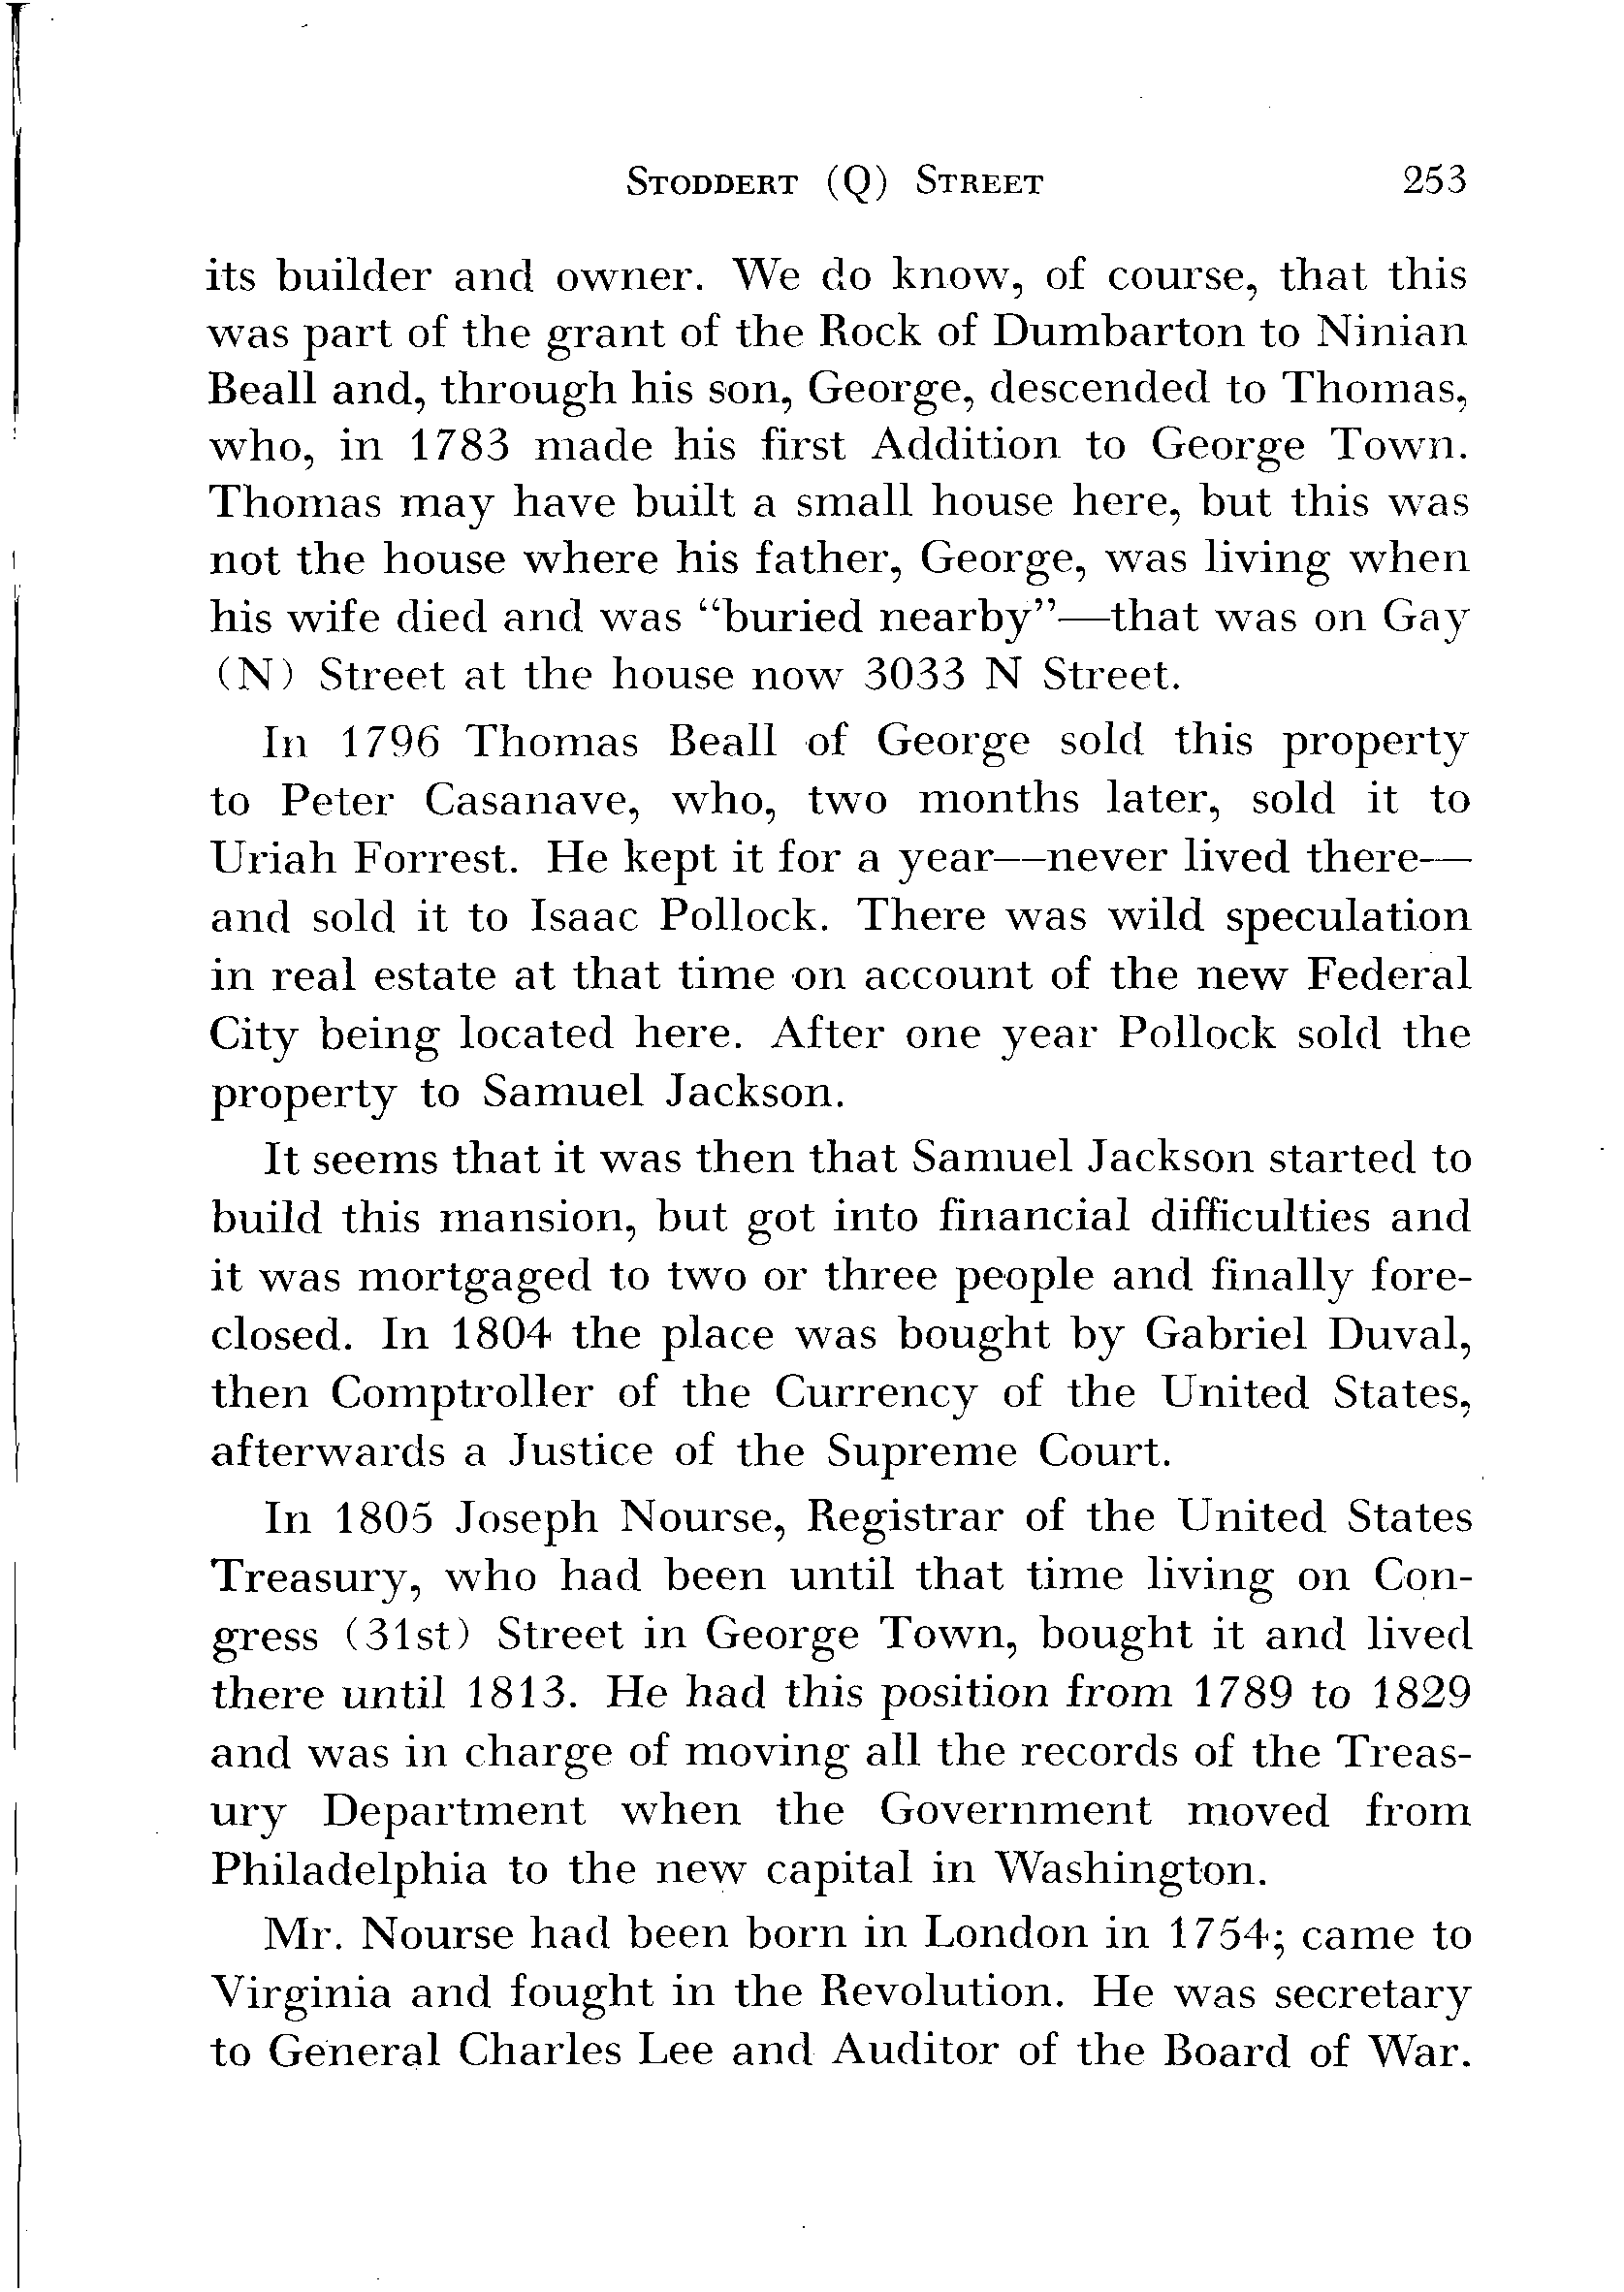 STODDERT (Q) STREET 253
its builder and owner. We do know, of course, that this
was part of the grant of the Rock of Dumbarton to Ninian
Beall and, through his son, George, descended to Thomas,
who, in 1783 made his first Addition to George Town.
Thomas may have built a small house here, but this was
not the house where his father, George, was living when
his wife died and was “buried nearby”—that was on Gay
(N) Street at the house now 3033 N Street.
In 1796 Thomas Beall of George sold this property
to Peter Casanave, who, two months later, sold it to
Uriah Forrest. He kept it for a year—never lived there—
and sold it to Isaac Pollock. There was wild speculation
in real estate at that time on account of the new Federal
City being located here. After one year Pollock sold the
property to Samuel Jackson.
It seems that it was then that Samuel Jackson started to
build this mansion, but got into financial difficulties and
it was mortgaged to two or three people and finally fore-
closed. In 1804 the place was bought by Gabriel Duval,
then Comptroller of the Currency of the United States,
afterwards a Justice of the Supreme Court.
In 1805 Joseph Nourse, Registrar of the United States
Treasury, who had been until that time living on Con-
gress (31st) Street in George Town, bought it and lived
there until 1813. He had this position from 1789 to 1829
and was in charge of moving all the records of the Treas-
ury Department when the Government moved from
Philadelphia to the new capital in Washington.
Mr. Nourse had been born in London in 1754; came to
Virginia and fought in the Revolution. He was secretary
to General Charles Lee and Auditor of the Board of War.